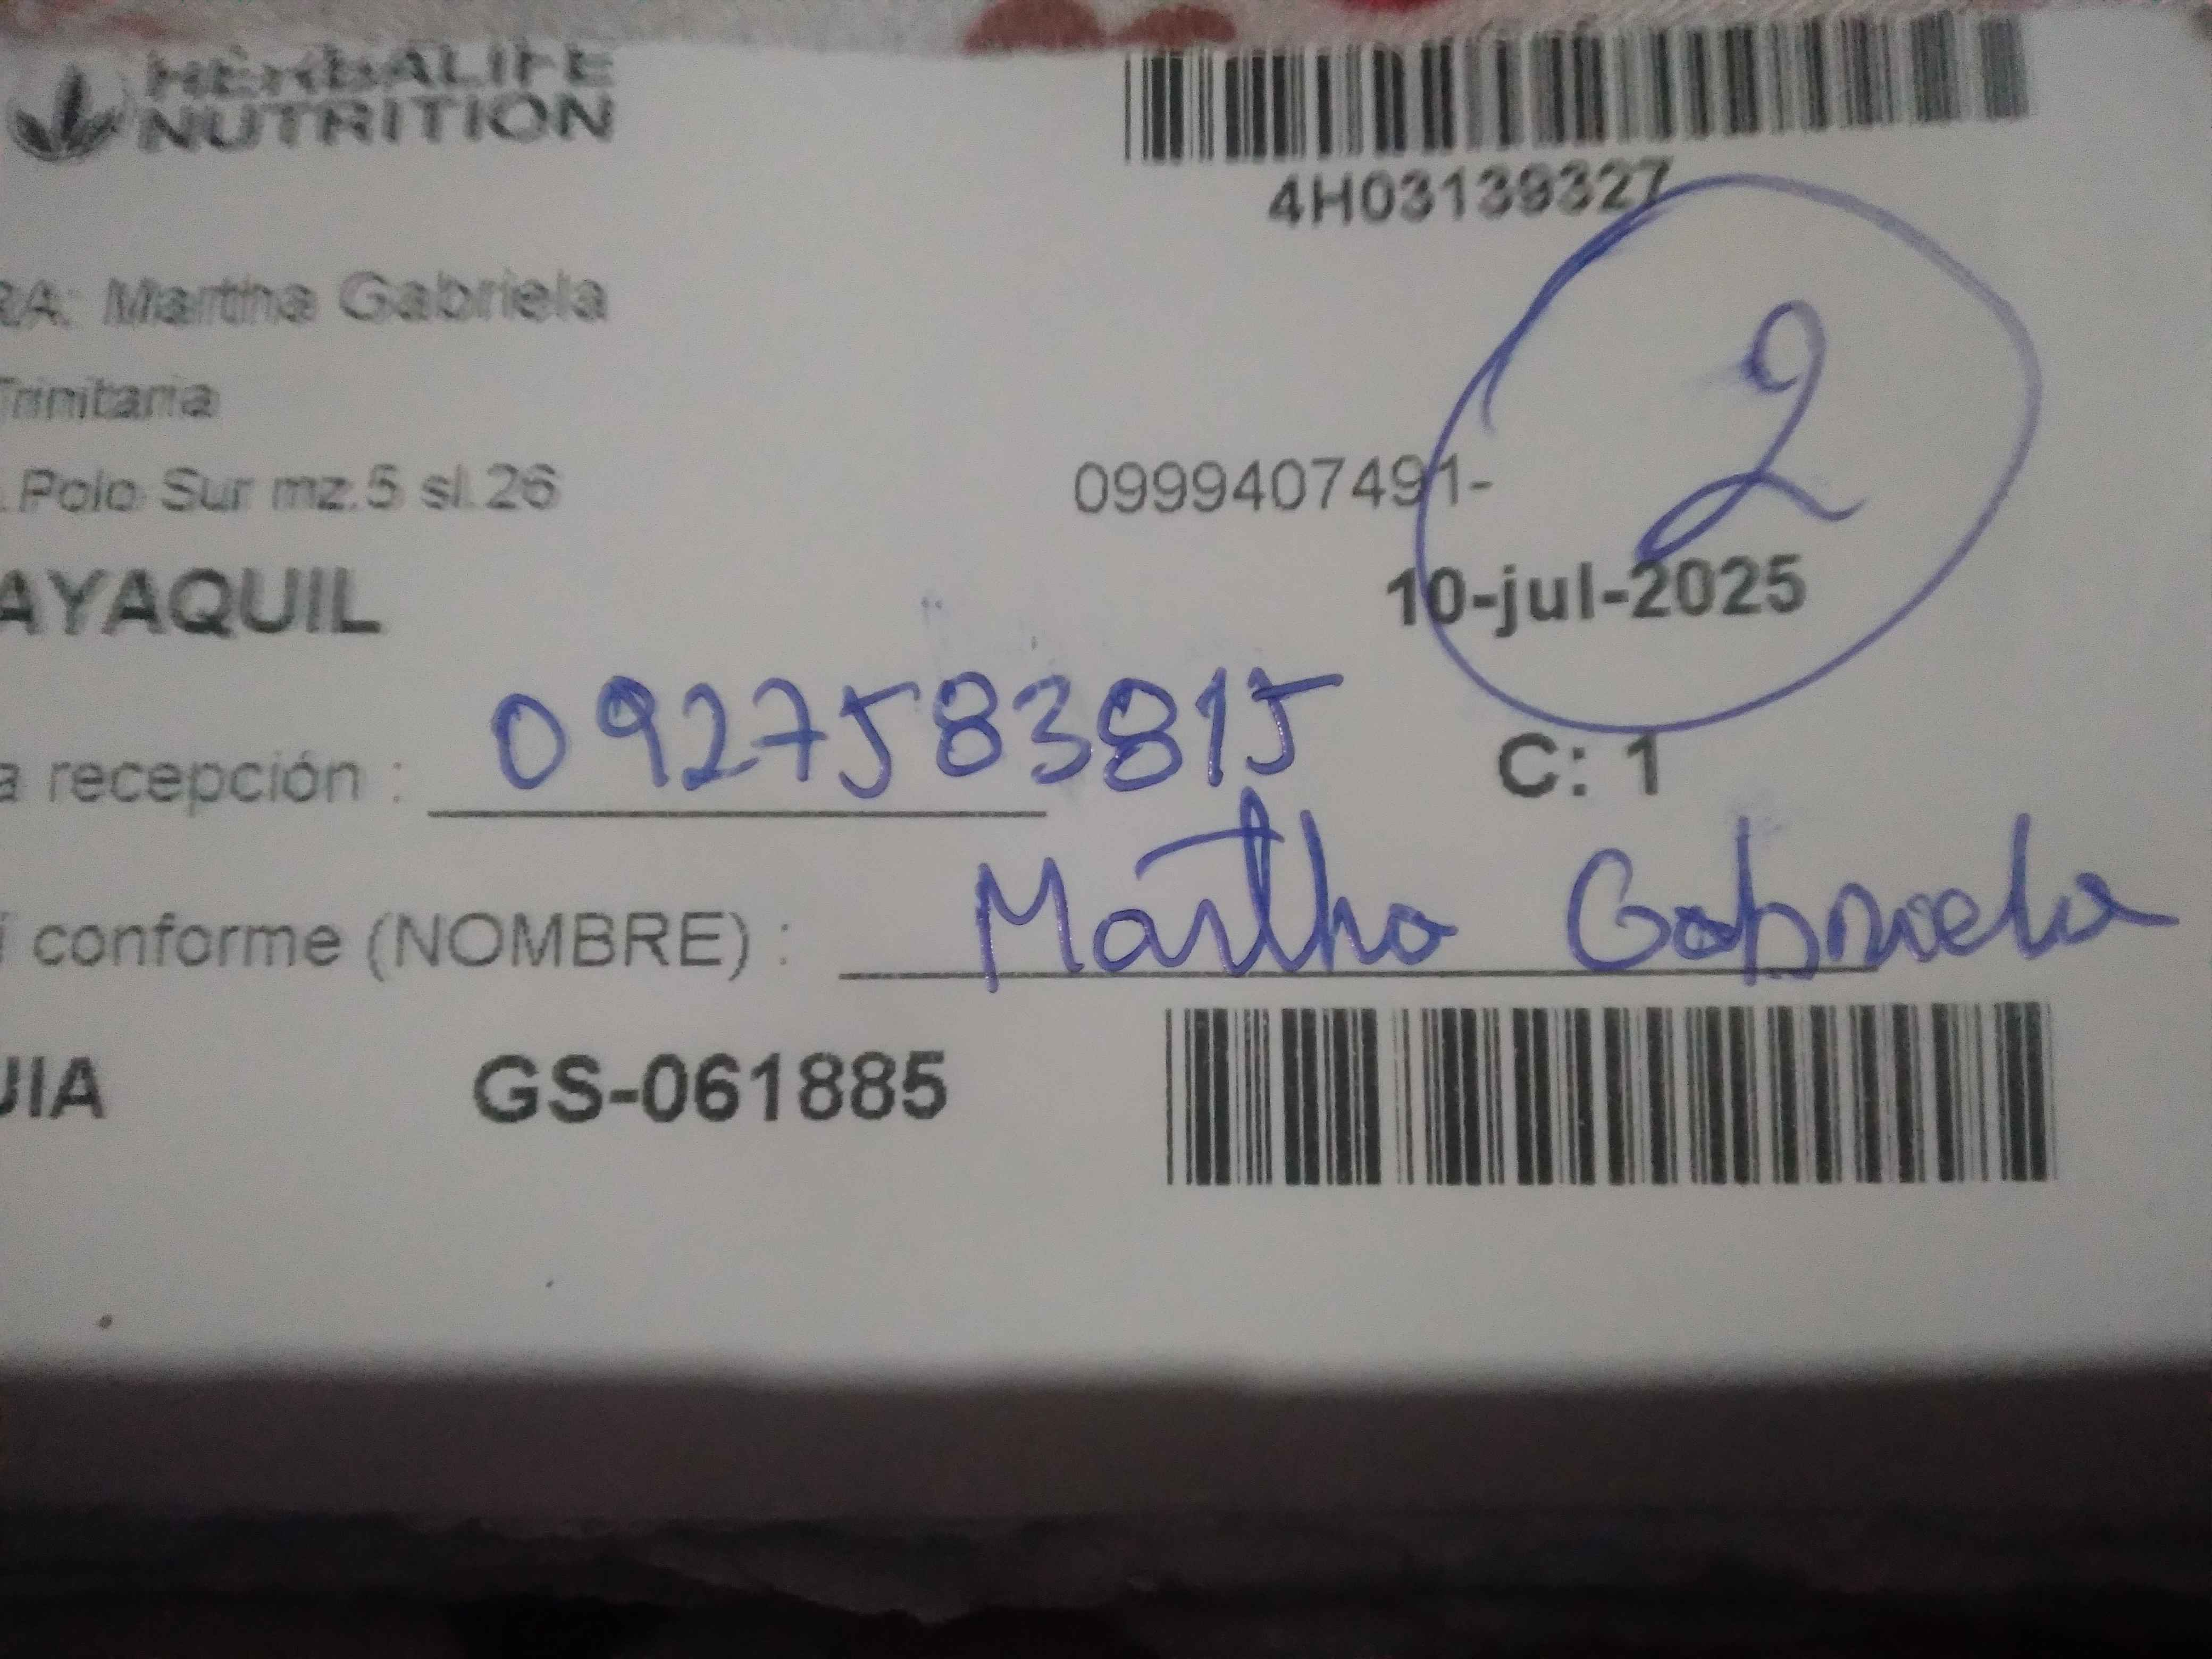 HERBALIFE
NUTRITION
4H03139327
RA: Martha Gabriela
2
Trinitaria
. Polo Sur mz.5 sl.26 0999407491-
AYAQUIL 10-jul-2025
a recepción : 0927583815 C: 1
í conforme (NOMBRE) : Martha Gabriela
UIA GS-061885